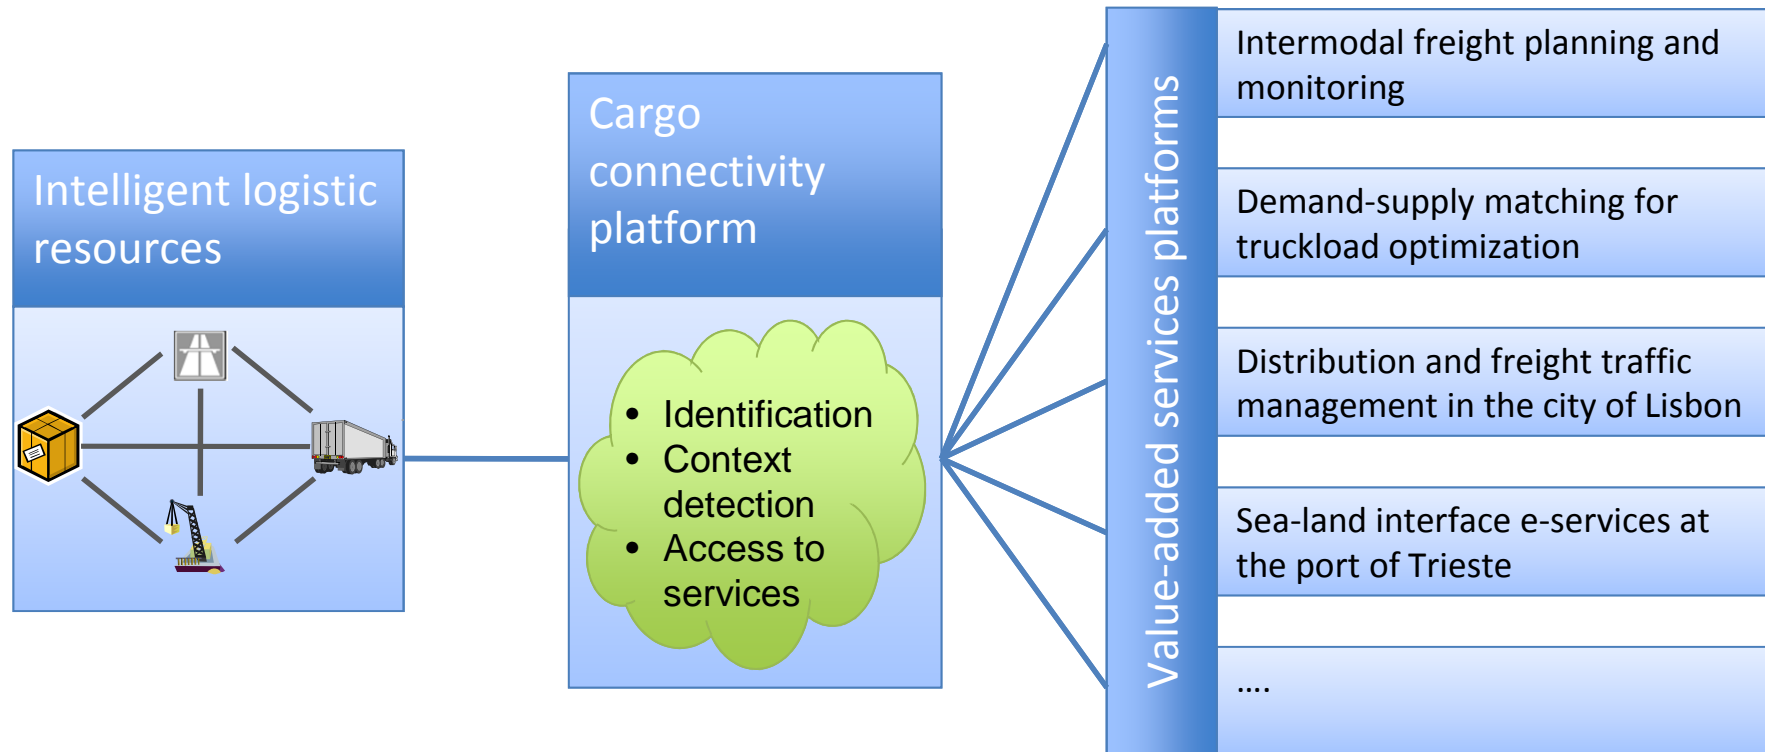 Intelligent logistic
resources
Cargo
connectivity
platform
• Identification
• Context
detection
• Access to
services
Value-added services platforms
Intermodal freight planning and
monitoring
Demand-supply matching for
truckload optimization
Distribution and freight traffic
management in the city of Lisbon
Sea-land interface e-services at
the port of Trieste
....